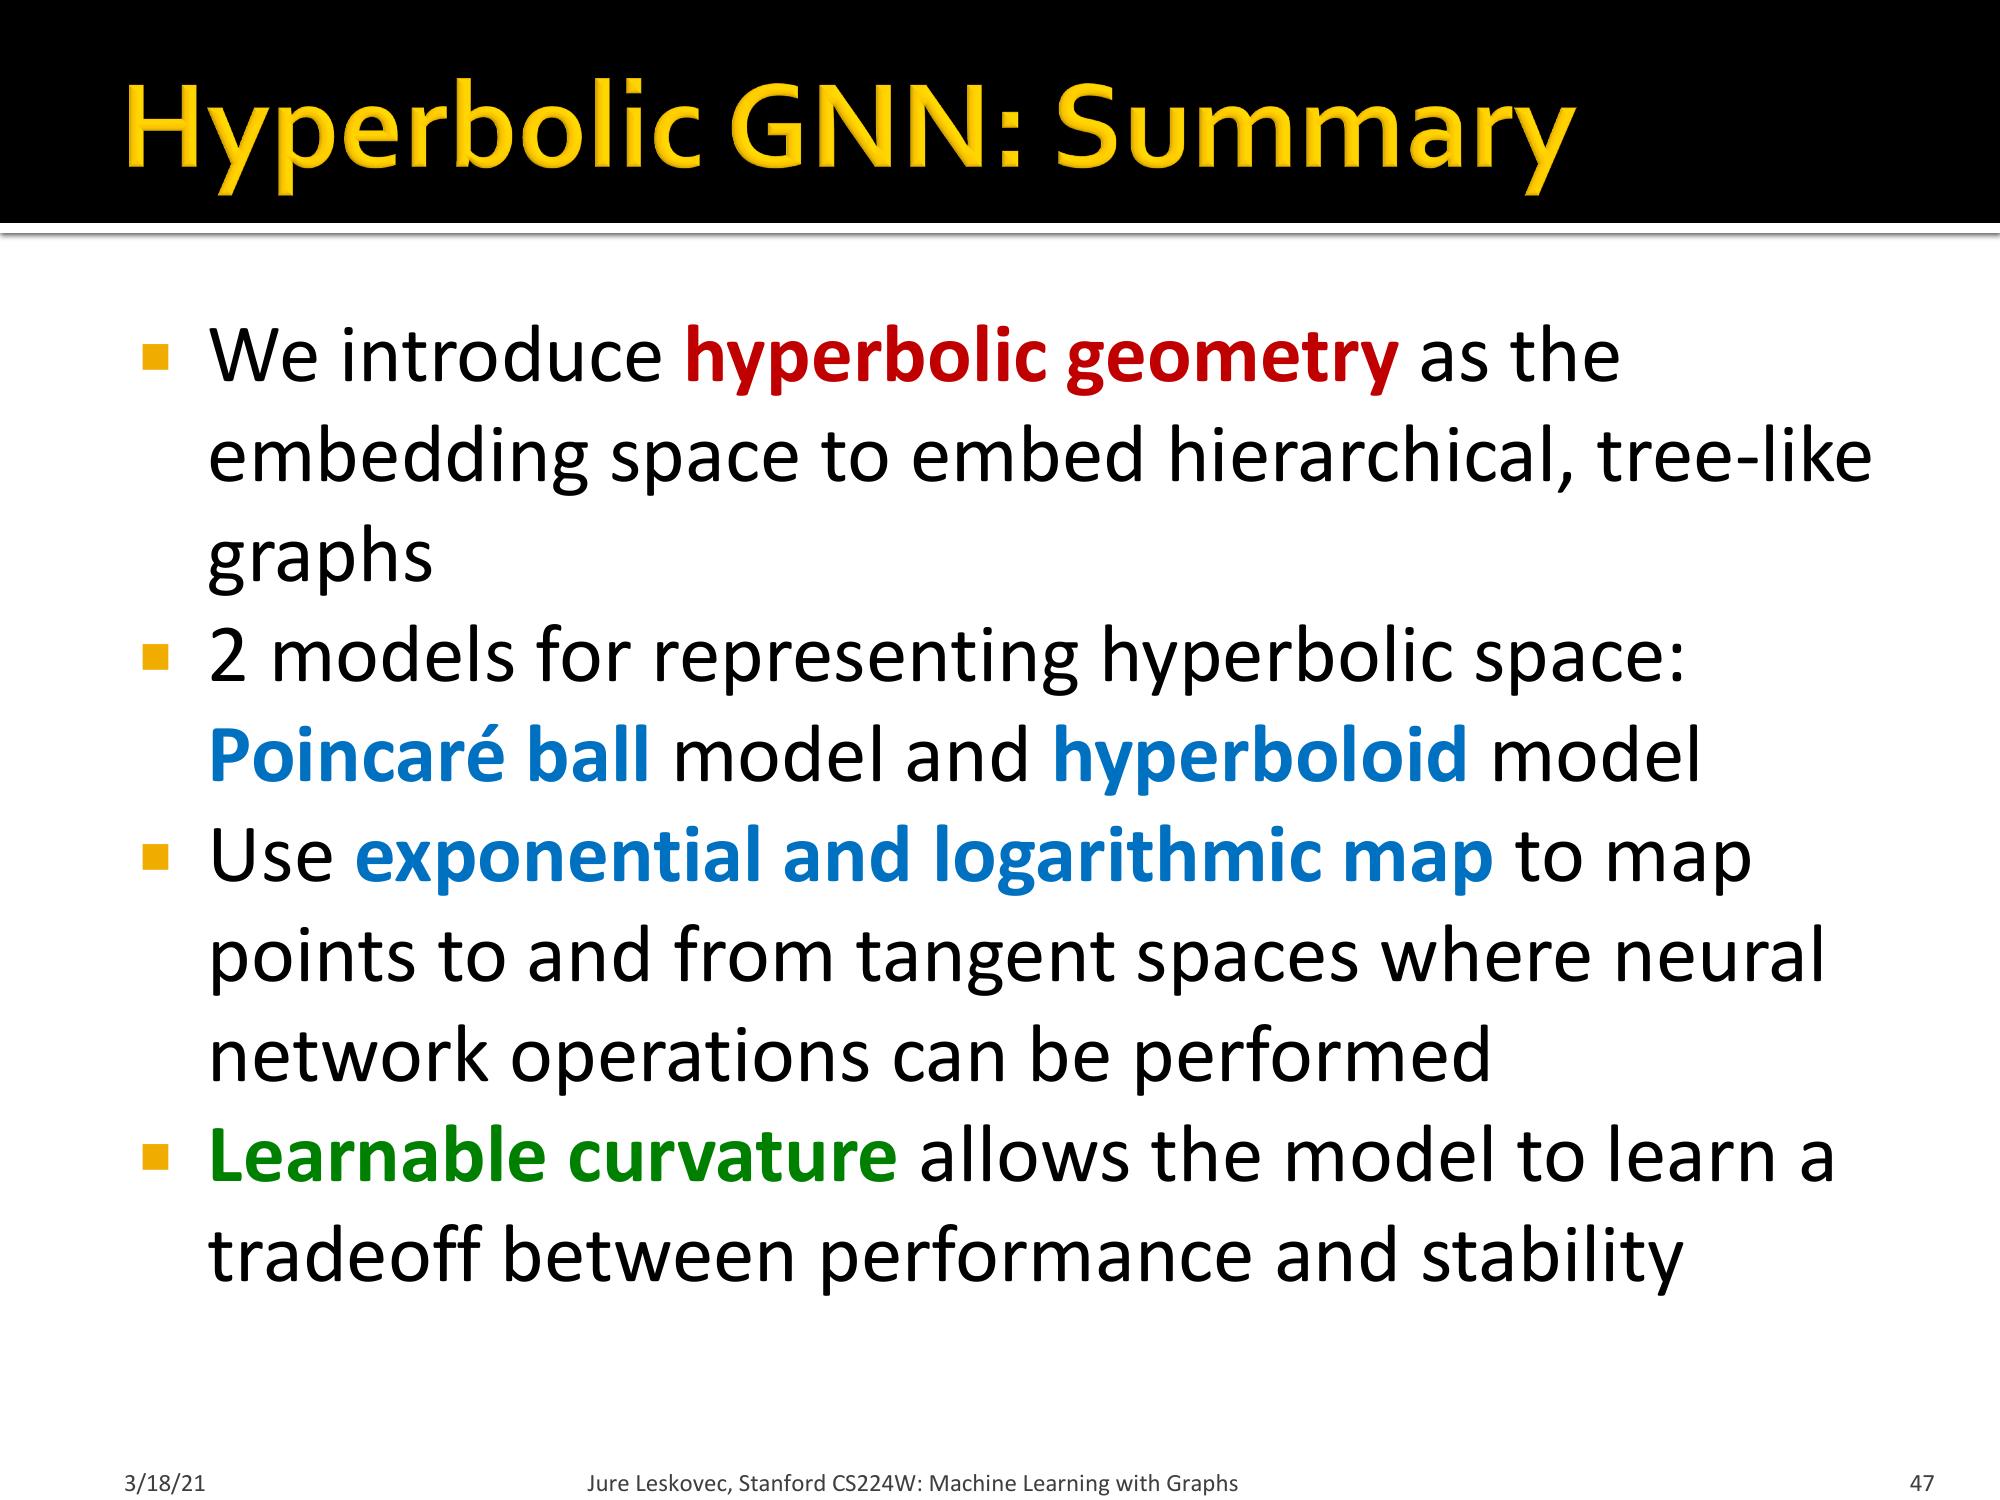 Hyperbolic GNN: Summary
We introduce hyperbolic geometry as the
embedding space to embed hierarchical, tree-like
graphs
2 models for representing hyperbolic space:
Poincaré ball model and hyperboloid model
Use exponential and logarithmic map to map
points to and from tangent spaces where neural
network operations can be performed
Learnable curvature allows the model to learn a
tradeoff between performance and stability
3/18/21
Jure Leskovec, Stanford CS224W: Machine Learning with Graphs
47